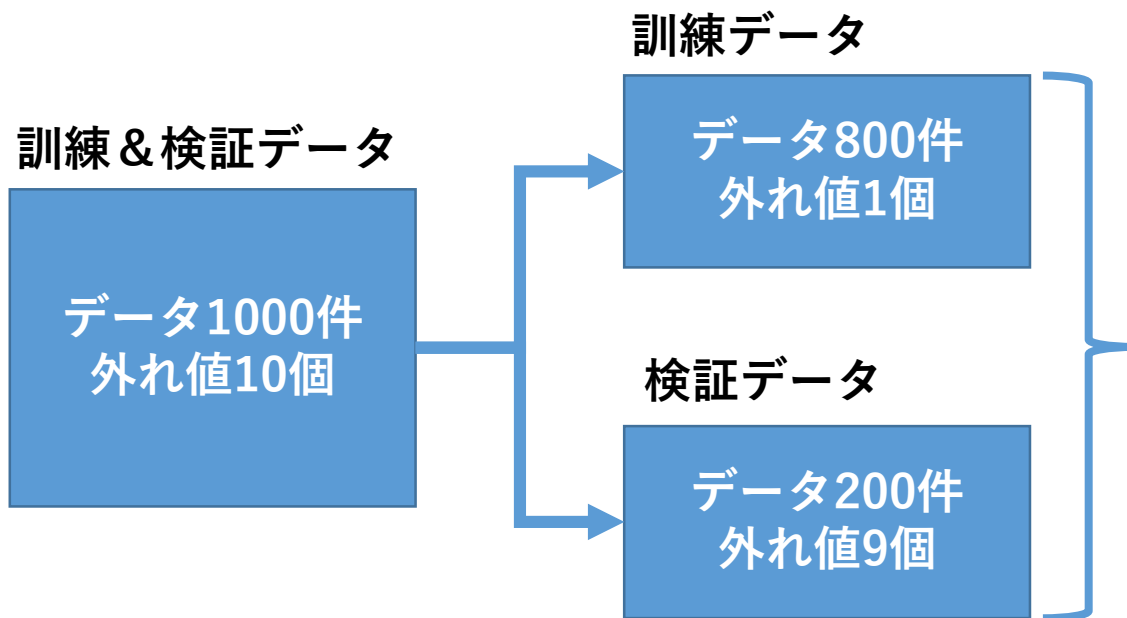 訓練＆検証データ
データ1000件
外れ値10個
訓練データ
データ800件
外れ値1個
検証データ
データ200件
外れ値9個